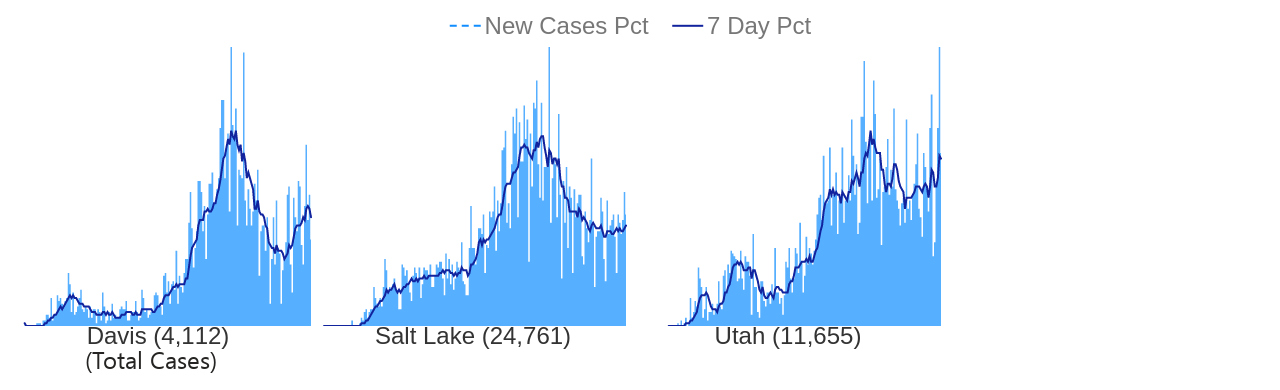 New Cases Pct 7 Day Pct
Davis (4,112) Salt Lake (24,761) Utah (11,655)
(Total Cases)